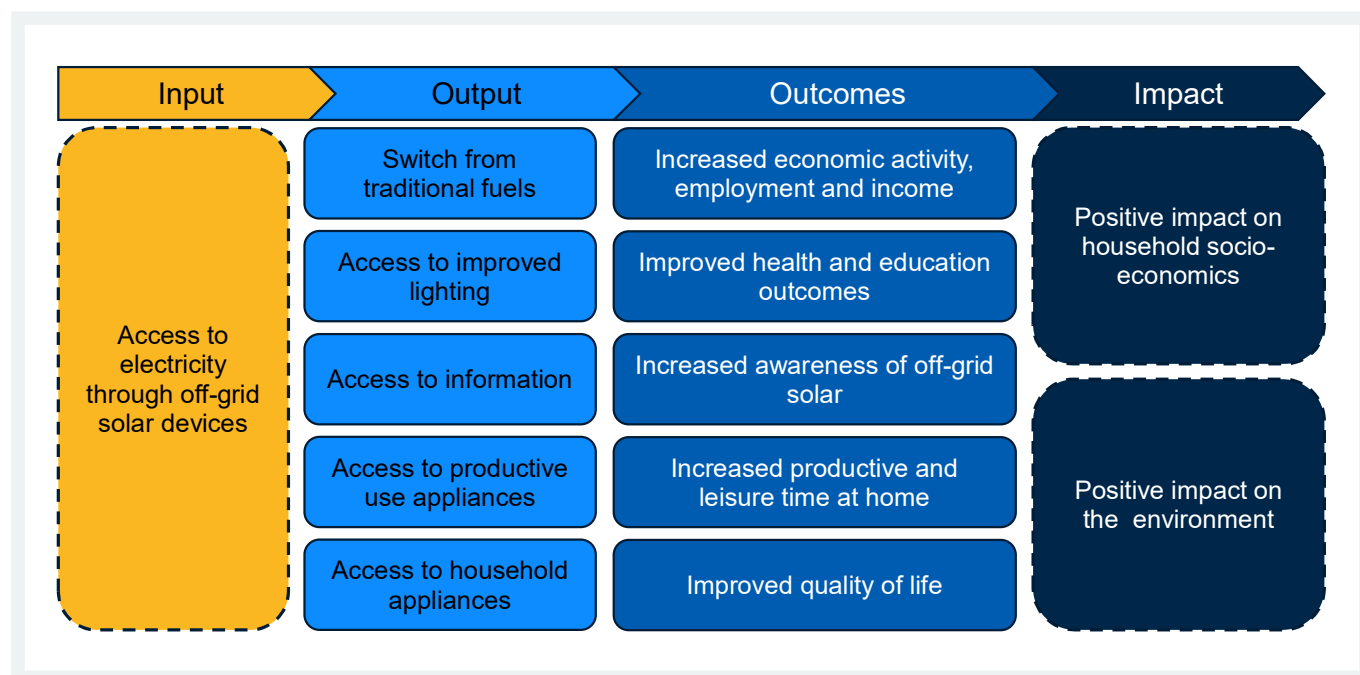 Input
Output
Outcomes
Impact
Access to
electricity
through off-grid
solar devices
Switch from
traditional fuels
Access to improved
lighting
Access to information
Access to productive
use appliances
Access to household
appliances
Increased economic activity,
employment and income
Improved health and education
outcomes
Increased awareness of off-grid
solar
Increased productive and
leisure time at home
Improved quality of life
Positive impact on
household socio-
economics
Positive impact on
the  environment